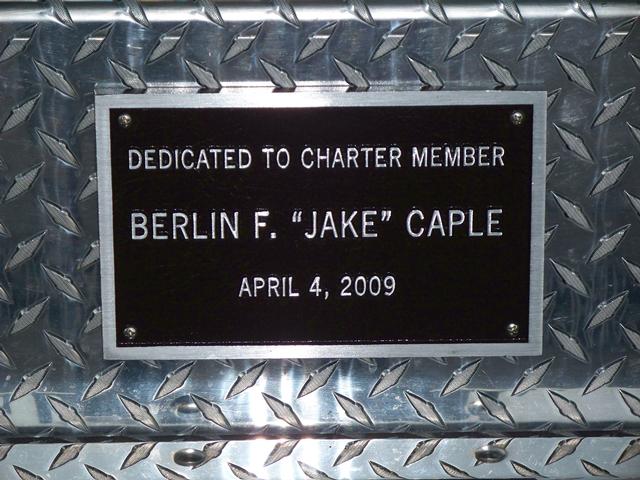 DEDICATED TO CHARTER MEMBER
BERLIN F. "JAKE" CAPLE
APRIL 4, 2009